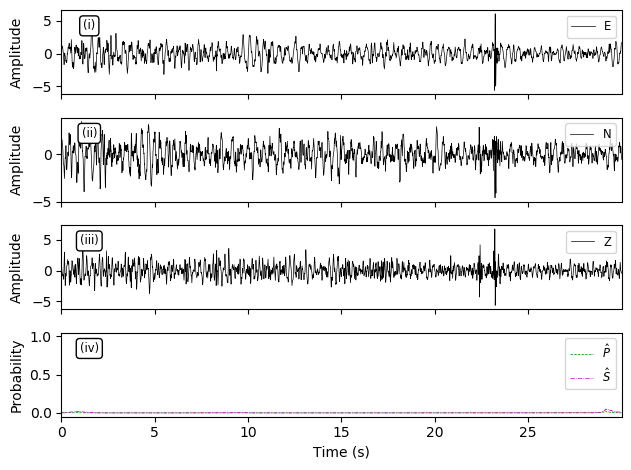 Amplitude
5
0
−5
(i)
E
Amplitude
0
−5
(ii)
N
Amplitude
5
0
−5
(iii)
Z
Probability
1.0
0.5
0.0
(iv)
P̂
Ŝ
0 5 10 15 20 25
Time (s)